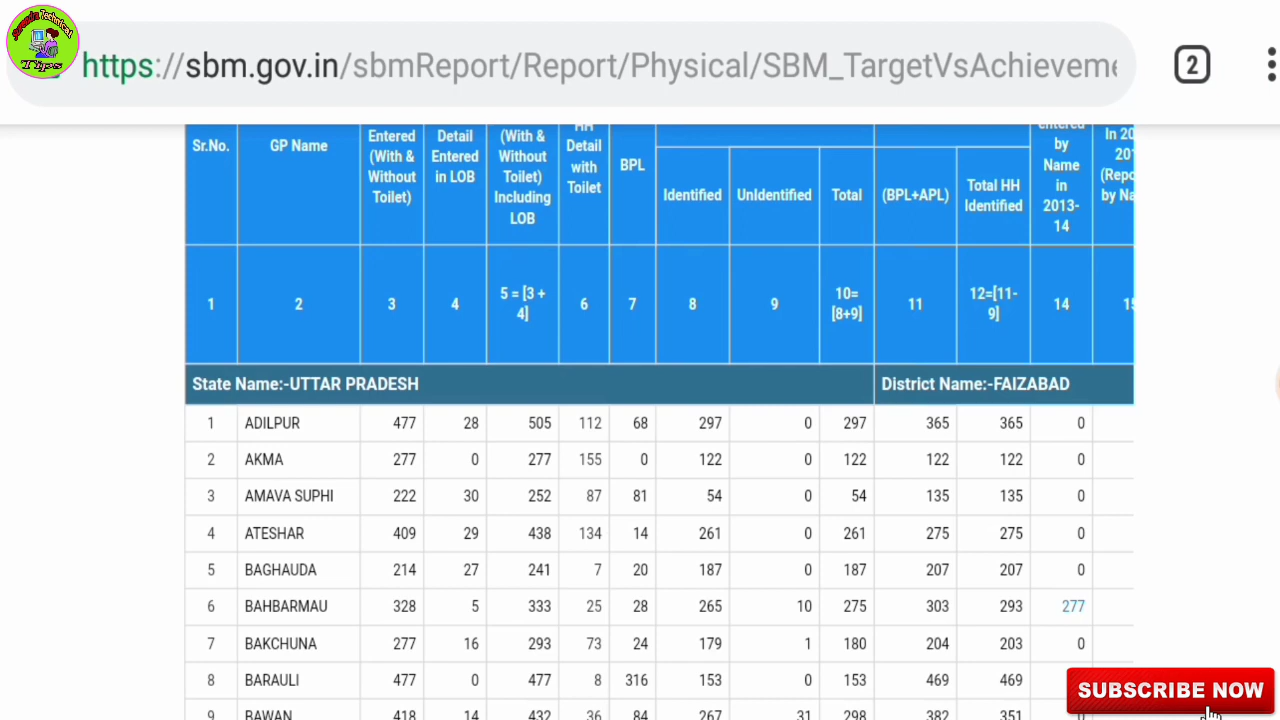 Technical
Tips
https://sbm.gov.in/sbmReport/Report/Physical/SBM_TargetVsAchieveme
2
Sr.No. GP Name Entered (With & Without Toilet) Detail Entered in LOB (With & Without Toilet) Including LOB HH Detail with Toilet BPL Identified UnIdentified Total (BPL+APL) Total HH Identified entered by Name in 2013-14 In 20 201 (Repo by Na
1 2 3 4 5 = [3 + 4] 6 7 8 9 10=[8+9] 11 12=[11-9] 14 15
State Name:-UTTAR PRADESH District Name:-FAIZABAD
1 ADILPUR 477 28 505 112 68 297 0 297 365 365 0
2 AKMA 277 0 277 155 0 122 0 122 122 122 0
3 AMAVA SUPHI 222 30 252 87 81 54 0 54 135 135 0
4 ATESHAR 409 29 438 134 14 261 0 261 275 275 0
5 BAGHAUDA 214 27 241 7 20 187 0 187 207 207 0
6 BAHBARMAU 328 5 333 25 28 265 10 275 303 293 277
7 BAKCHUNA 277 16 293 73 24 179 1 180 204 203 0
8 BARAULI 477 0 477 8 316 153 0 153 469 469
9 BAWAN 418 14 432 36 84 267 31 298 382 351
SUBSCRIBE NOW